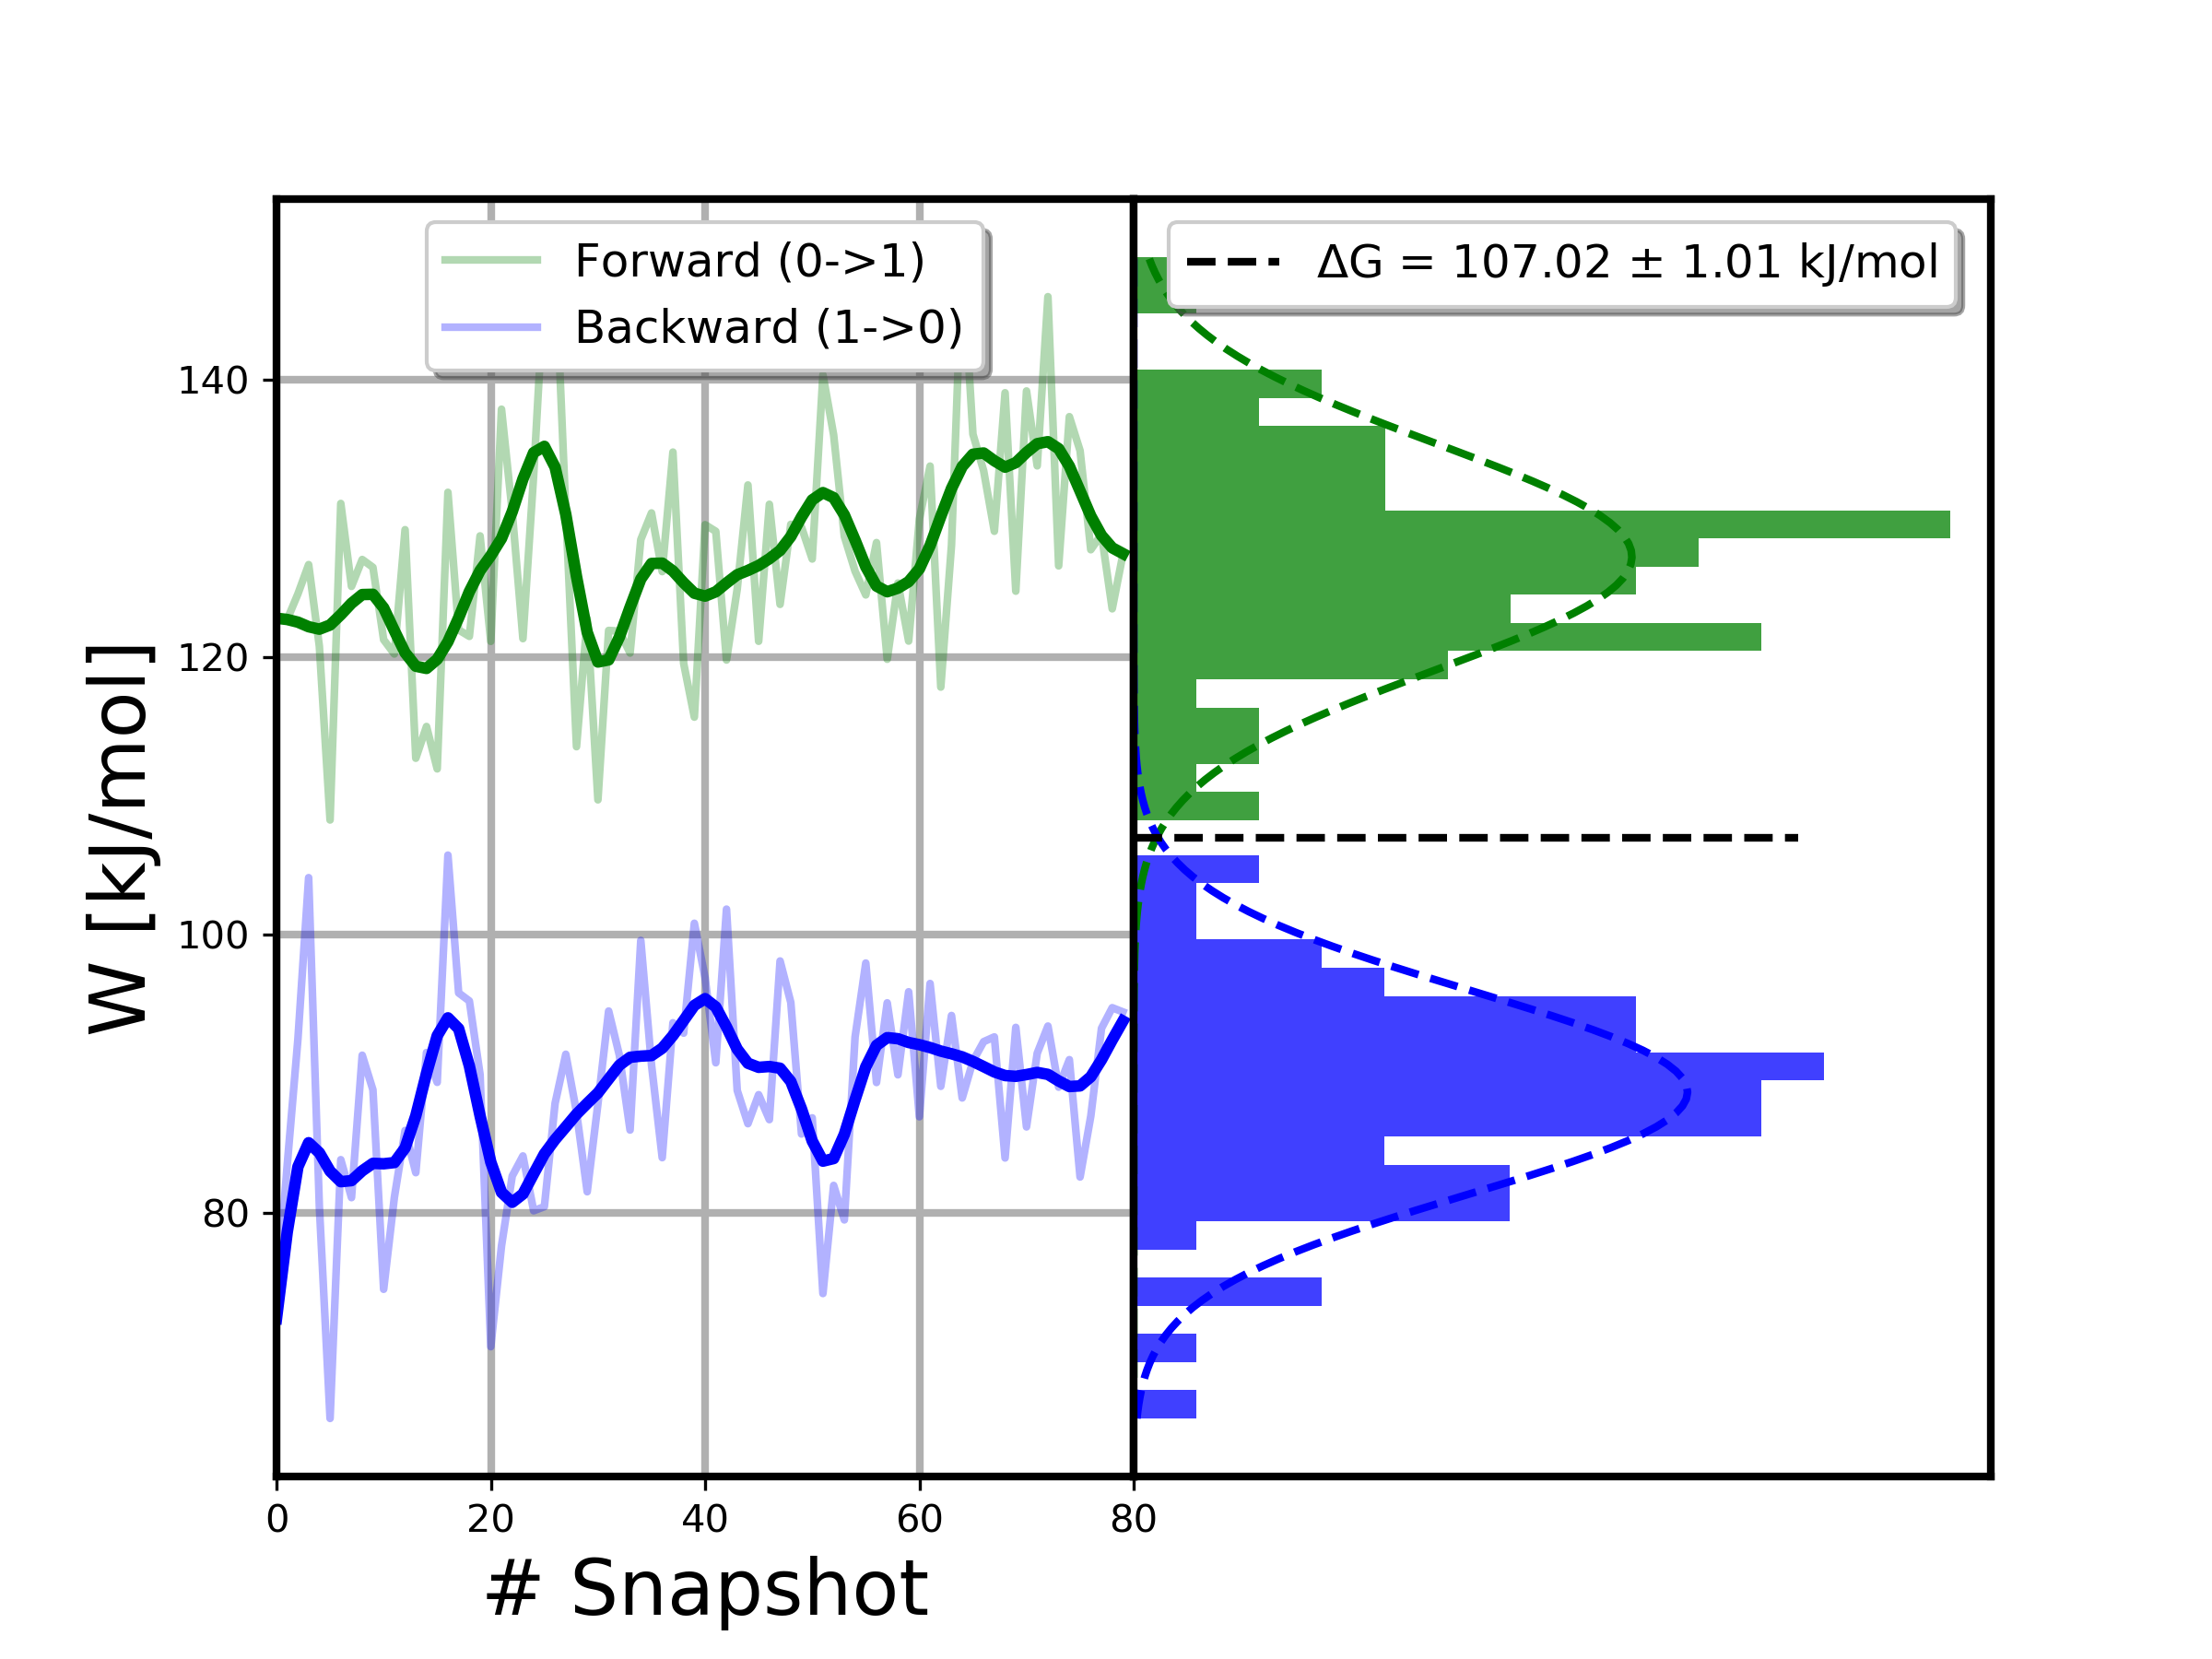 Forward (0->1)
Backward (1->0)
ΔG = 107.02 ± 1.01 kJ/mol
W [kJ/mol]
140
120
100
80
0 20 40 60 80
# Snapshot